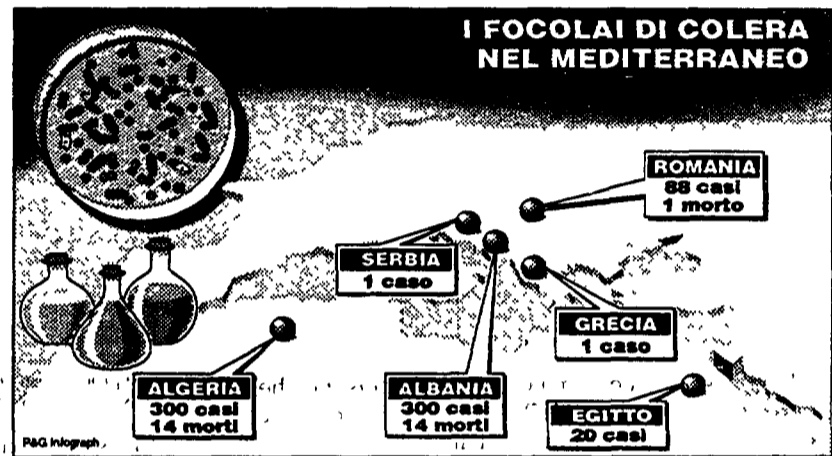 I FOCOLAI DI COLERA
NEL MEDITERRANEO
ROMANIA
88 casi
1 morto
SERBIA
1 caso
GRECIA
1 caso
ALGERIA
300 casi
14 morti
ALBANIA
300 casi
14 morti
EGITTO
20 casi
P&G Infograph